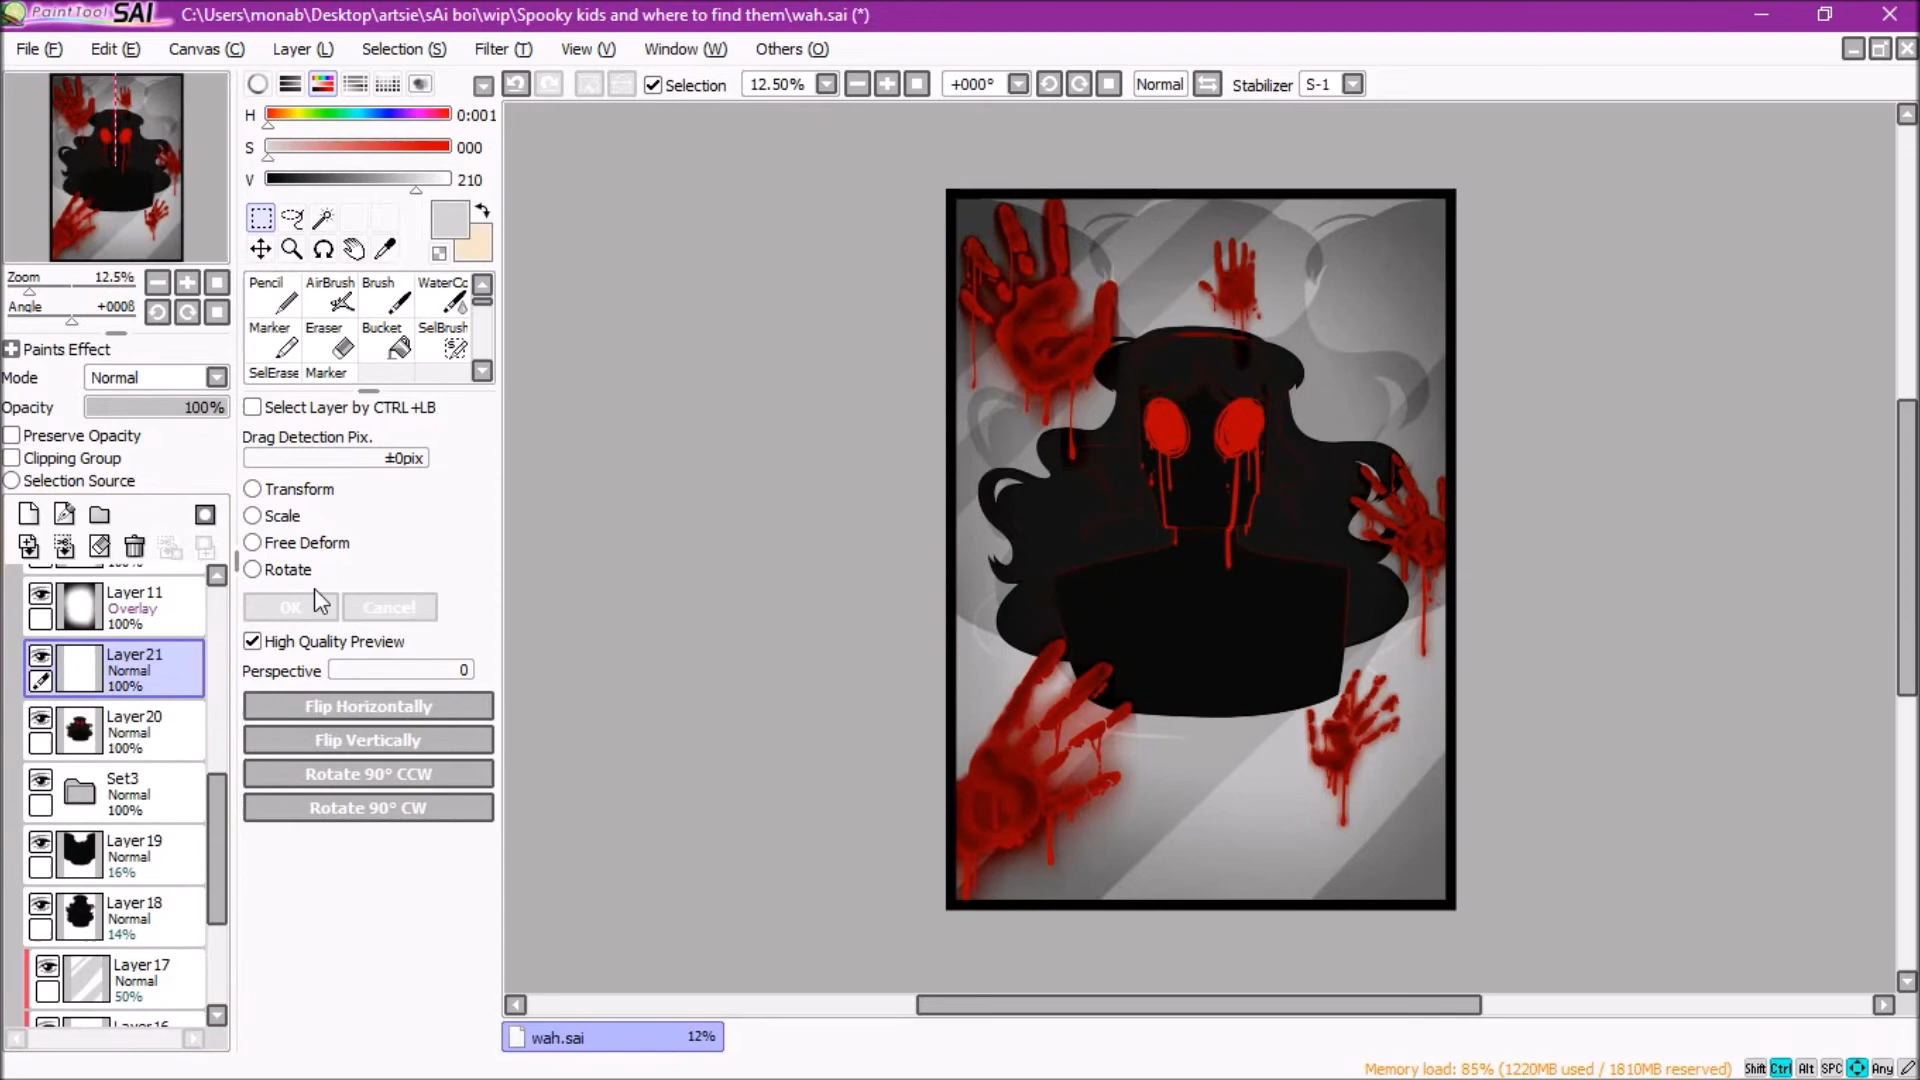 PaintTool SAI C:\Users\monab\Desktop\artsie\sAi boi\wip\Spooky kids and where to find them\wah.sai (*)
File (F) Edit (E) Canvas (C) Layer (L) Selection (S) Filter (T) View (V) Window (W) Others (O)
Selection 12.50% +000° Normal Stabilizer S-1
H 0:001
S 000
V 210
Zoom 12.5%
Angle
Pencil AirBrush Brush WaterCc
Marker Eraser Bucket SelBrush
SelErase Marker
Paints Effect
Mode Normal
Opacity 100%
Preserve Opacity
Clipping Group
Selection Source
Select Layer by CTRL +LB
Drag Detection Pix.
±0pix
Transform
Scale
Free Deform
Rotate
OK Cancel
High Quality Preview
Perspective 0
Flip Horizontally
Flip Vertically
Rotate 90° CCW
Rotate 90° CW
Layer11
Overlay
100%
Layer21
Normal
100%
Layer20
Normal
100%
Set3
Normal
100%
Layer19
Normal
16%
Layer18
Normal
14%
Layer17
Normal
50%
Layer16
wah.sai 12%
Memory load: 85% (1220MB used / 1810MB reserved) Shift Ctrl Alt SPC Any